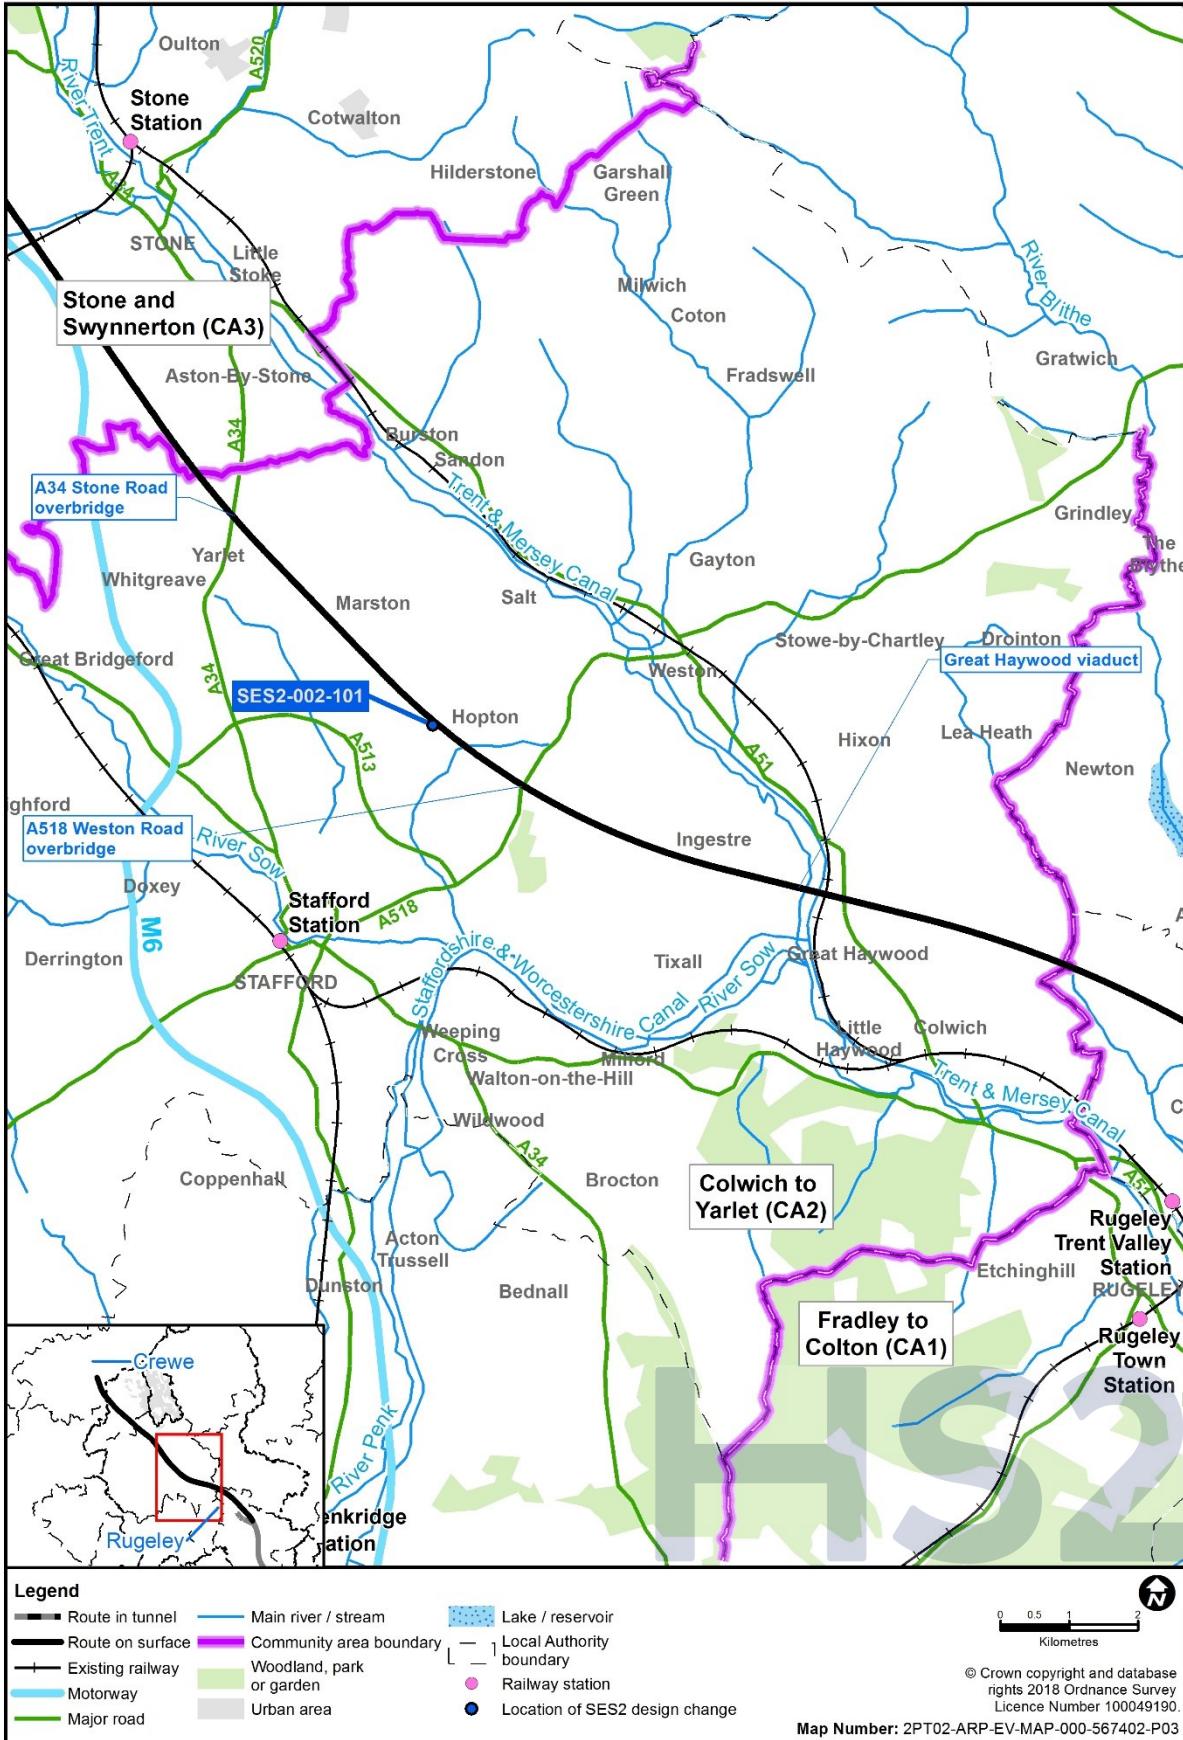 Oulton
A520
River Trent
Stone
Station
Cotwalton
Hilderstone
Garshall
Green
A34
STONE
Little
Stoke
River Blithe
Stone and
Swynnerton (CA3)
Milwich
Coton
Gratwich
Aston-By-Stone
Fradswell
A34
Burston
Sandon
A34 Stone Road
overbridge
Trent & Mersey Canal
Grindley
The
Blythe
Yarlet
Whitgreave
Gayton
Marston
Salt
Stowe-by-Chartley
Drointon
Great Bridgeford
Great Haywood viaduct
Weston
A34
SES2-002-101
Hopton
A513
A51
Hixon
Lea Heath
Newton
ghford
A518 Weston Road
overbridge
River Sow
Ingestre
Doxey
Stafford
Station
A518
M6
Derrington
STAFFORD
Staffordshire & Worcestershire Canal
Tixall
River Sow
Great Haywood
Weeping
Cross
Little
Haywood
Colwich
Milford
Walton-on-the-Hill
Trent & Mersey Canal
C
Wildwood
A34
Coppenhall
Brocton
Colwich to
Yarlet (CA2)
A51
Rugeley
Trent Valley
Station
Acton
Trussell
Etchinghill
Dunston
Bednall
RUGELEY
Fradley to
Colton (CA1)
Rugeley
Town
Station
Crewe
HS2
River Penk
Rugeley
enkridge
ation
Legend
Route in tunnel
Route on surface
Existing railway
Motorway
Major road
Main river / stream
Community area boundary
Woodland, park
or garden
Urban area
Lake / reservoir
Local Authority
boundary
Railway station
Location of SES2 design change
N
0 0.5 1 2
Kilometres
© Crown copyright and database
rights 2018 Ordnance Survey
Licence Number 100049190.
Map Number: 2PT02-ARP-EV-MAP-000-567402-P03